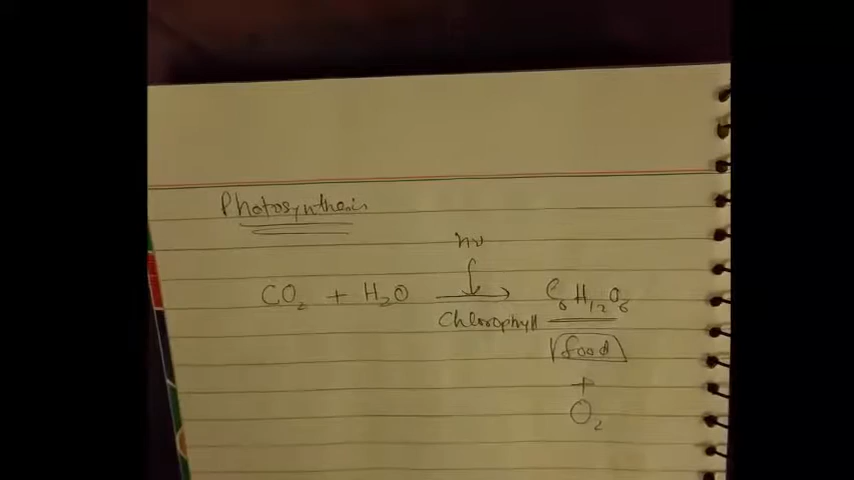 Photosynthesis
hν
CO₂ + H₂O → C₆H₁₂O₆
Chlorophyll
(food)
+
O₂